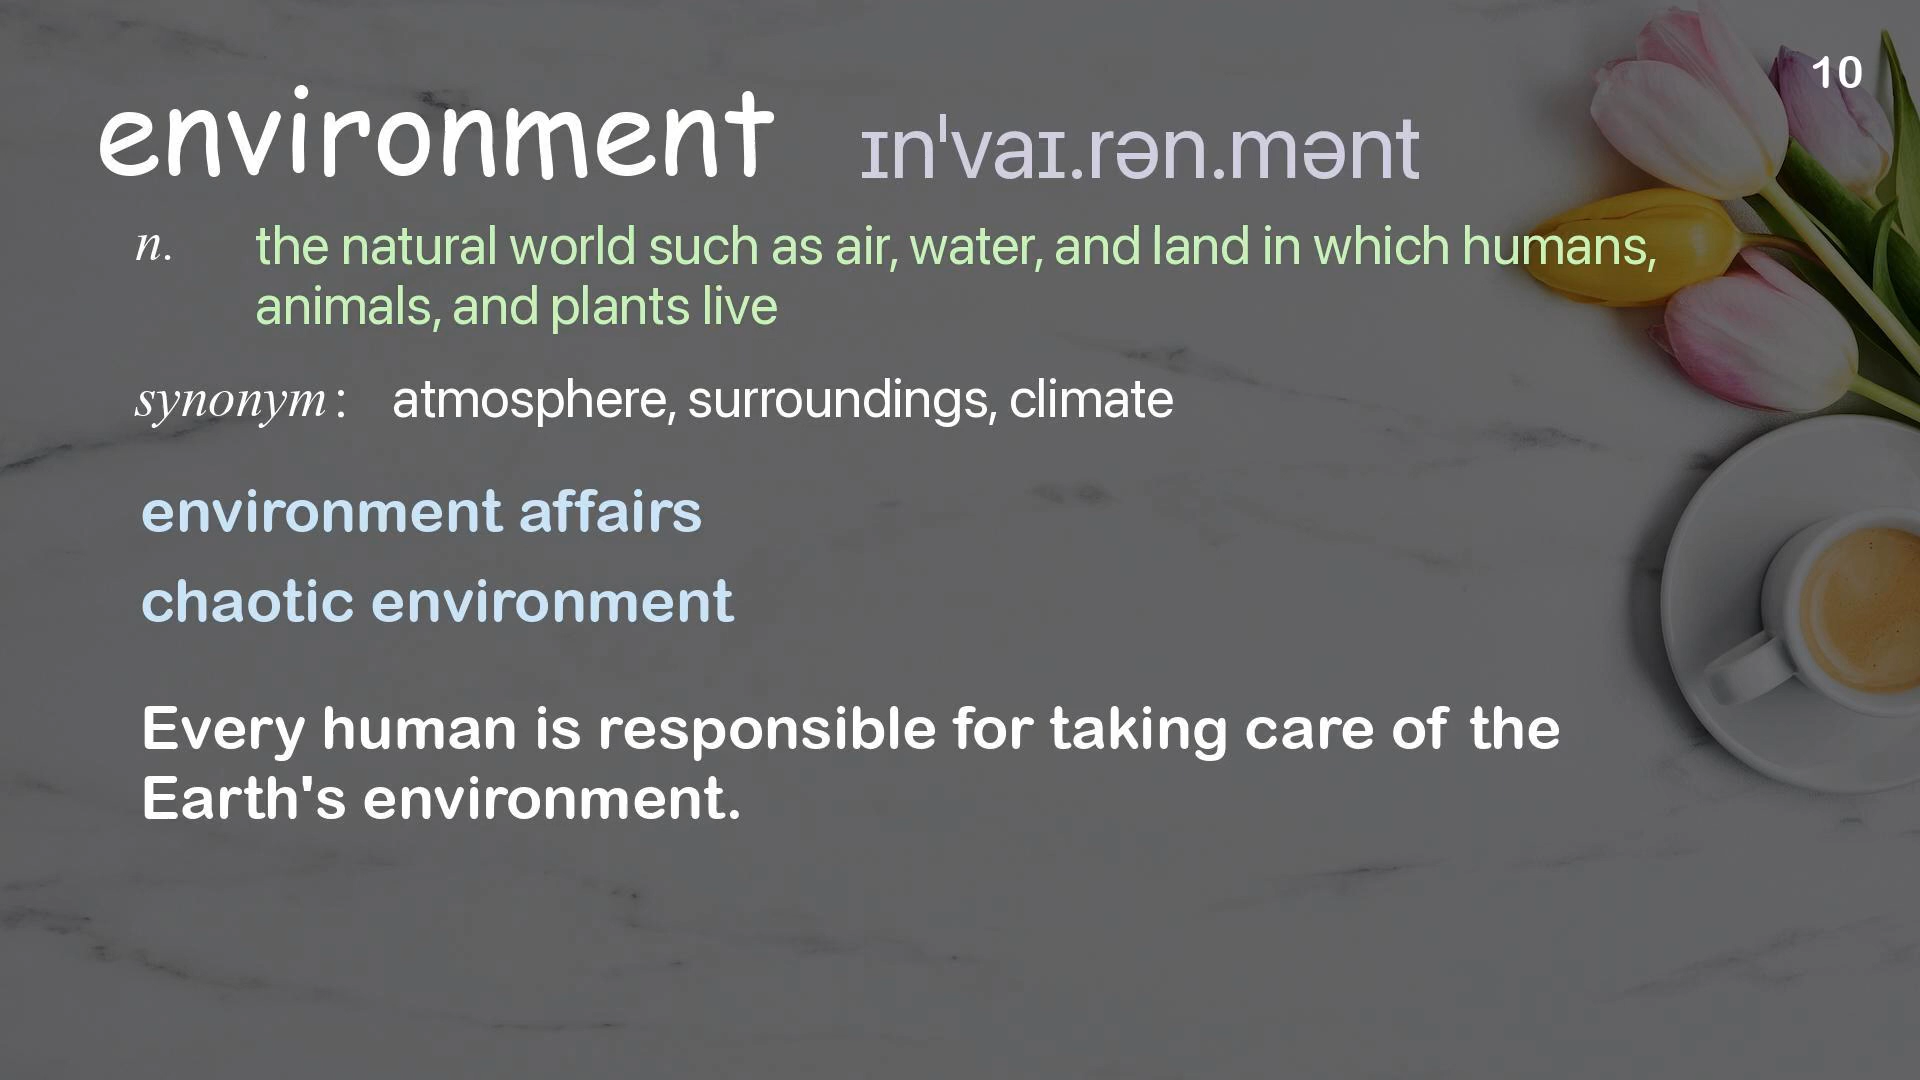 10
environment ɪnˈvaɪ.rən.mənt
n. the natural world such as air, water, and land in which humans,
animals, and plants live
synonym: atmosphere, surroundings, climate
environment affairs
chaotic environment
Every human is responsible for taking care of the
Earth's environment.